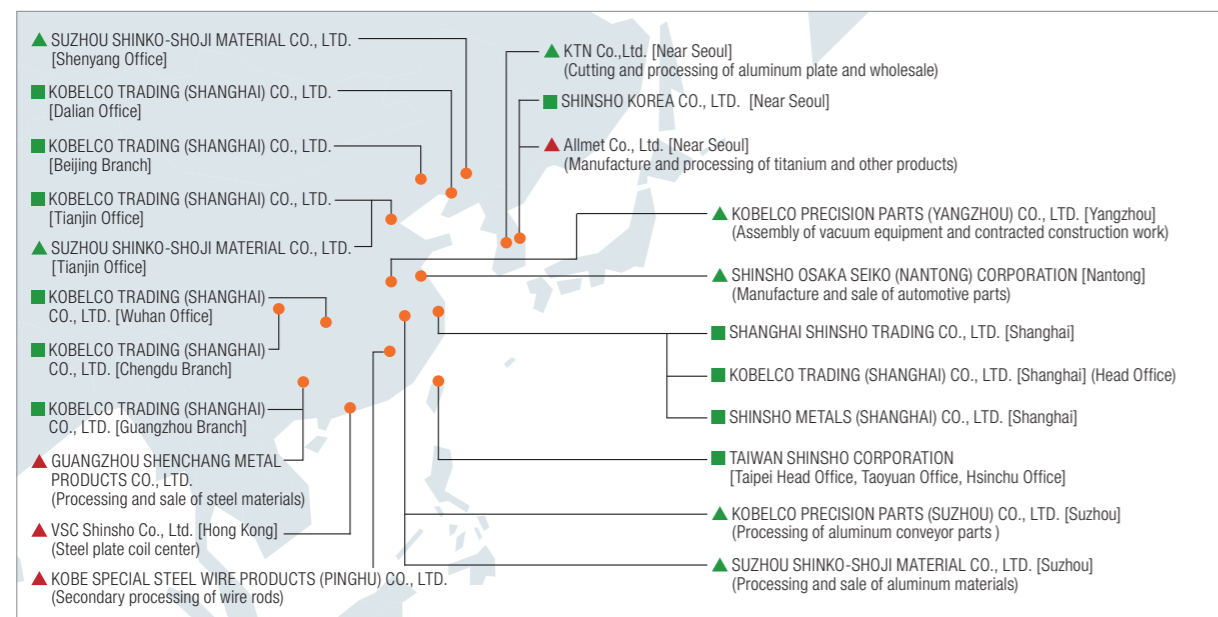 SUZHOU SHINKO-SHOJI MATERIAL CO., LTD.
[Shenyang Office]
KOBELCO TRADING (SHANGHAI) CO., LTD.
[Dalian Office]
KOBELCO TRADING (SHANGHAI) CO., LTD.
[Beijing Branch]
KOBELCO TRADING (SHANGHAI) CO., LTD.
[Tianjin Office]
SUZHOU SHINKO-SHOJI MATERIAL CO., LTD.
[Tianjin Office]
KOBELCO TRADING (SHANGHAI)
CO., LTD. [Wuhan Office]
KOBELCO TRADING (SHANGHAI)
CO., LTD. [Chengdu Branch]
KOBELCO TRADING (SHANGHAI)
CO., LTD. [Guangzhou Branch]
GUANGZHOU SHENCHANG METAL
PRODUCTS CO., LTD.
(Processing and sale of steel materials)
VSC Shinsho Co., Ltd. [Hong Kong]
(Steel plate coil center)
KOBE SPECIAL STEEL WIRE PRODUCTS (PINGHU) CO., LTD.
(Secondary processing of wire rods)
KTN Co.,Ltd. [Near Seoul]
(Cutting and processing of aluminum plate and wholesale)
SHINSHO KOREA CO., LTD. [Near Seoul]
Allmet Co., Ltd. [Near Seoul]
(Manufacture and processing of titanium and other products)
KOBELCO PRECISION PARTS (YANGZHOU) CO., LTD. [Yangzhou]
(Assembly of vacuum equipment and contracted construction work)
SHINSHO OSAKA SEIKO (NANTONG) CORPORATION [Nantong]
(Manufacture and sale of automotive parts)
SHANGHAI SHINSHO TRADING CO., LTD. [Shanghai]
KOBELCO TRADING (SHANGHAI) CO., LTD. [Shanghai] (Head Office)
SHINSHO METALS (SHANGHAI) CO., LTD. [Shanghai]
TAIWAN SHINSHO CORPORATION
[Taipei Head Office, Taoyuan Office, Hsinchu Office]
KOBELCO PRECISION PARTS (SUZHOU) CO., LTD. [Suzhou]
(Processing of aluminum conveyor parts )
SUZHOU SHINKO-SHOJI MATERIAL CO., LTD. [Suzhou]
(Processing and sale of aluminum materials)